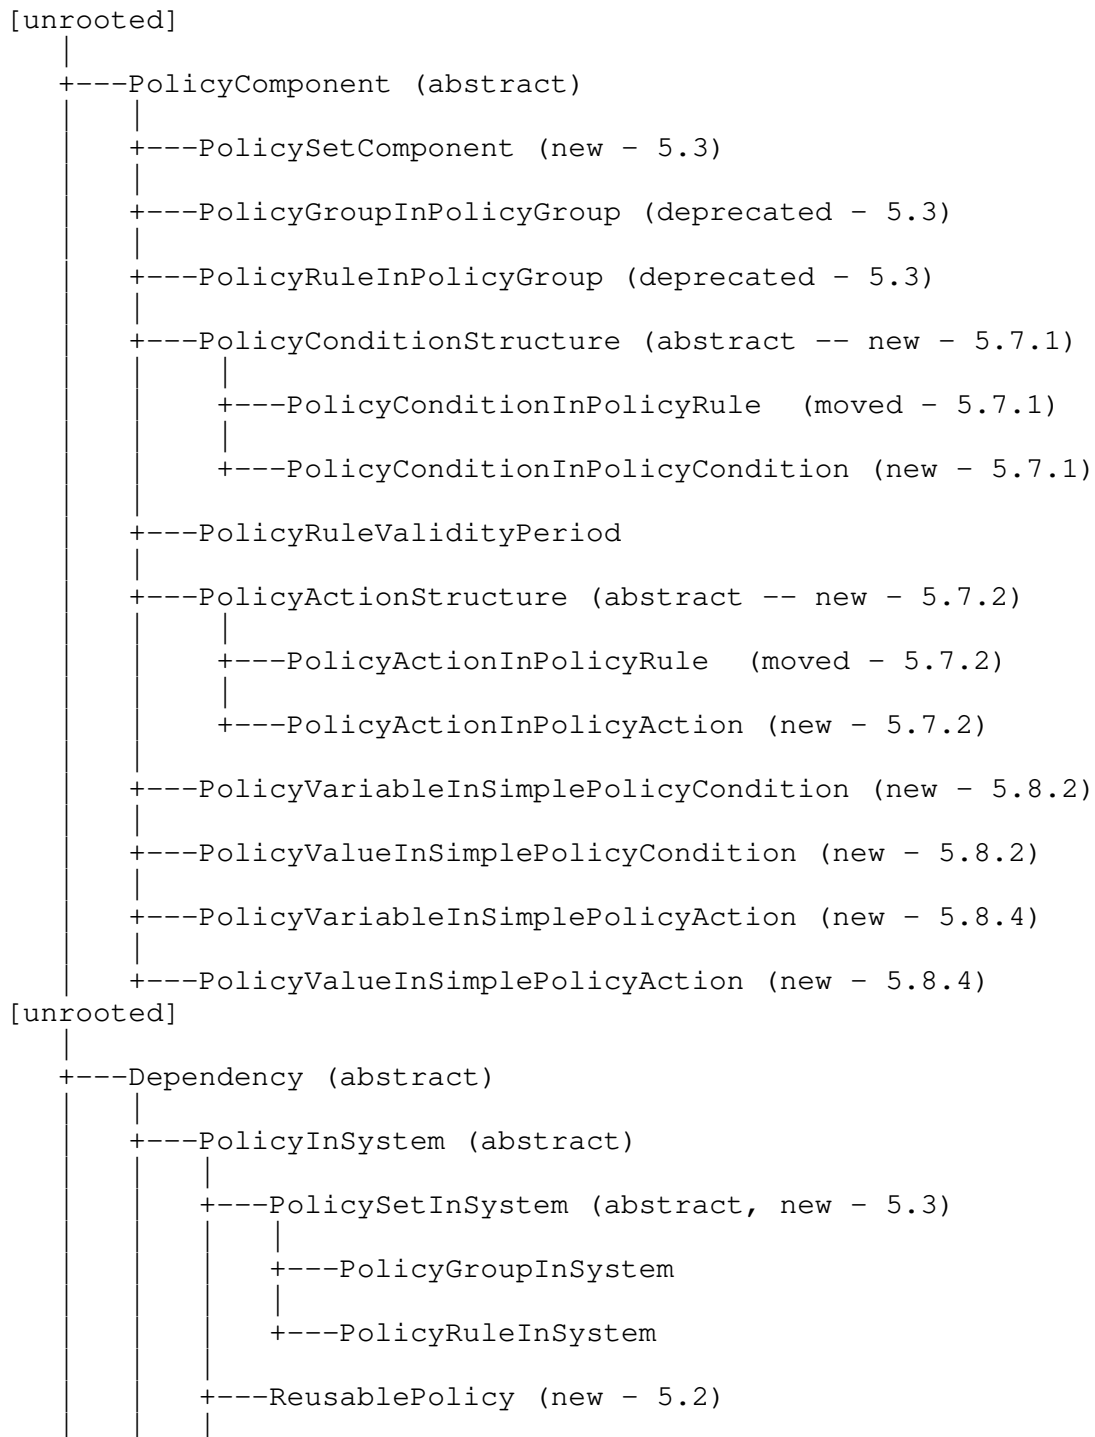 [unrooted]
   |
   +---PolicyComponent (abstract)
   |   |
   |   +---PolicySetComponent (new - 5.3)
   |   |
   |   +---PolicyGroupInPolicyGroup (deprecated - 5.3)
   |   |
   |   +---PolicyRuleInPolicyGroup (deprecated - 5.3)
   |   |
   |   +---PolicyConditionStructure (abstract -- new - 5.7.1)
   |   |    |
   |   |    +---PolicyConditionInPolicyRule  (moved - 5.7.1)
   |   |    |
   |   |    +---PolicyConditionInPolicyCondition (new - 5.7.1)
   |   |
   |   +---PolicyRuleValidityPeriod
   |   |
   |   +---PolicyActionStructure (abstract -- new - 5.7.2)
   |   |    |
   |   |    +---PolicyActionInPolicyRule  (moved - 5.7.2)
   |   |    |
   |   |    +---PolicyActionInPolicyAction (new - 5.7.2)
   |   |
   |   +---PolicyVariableInSimplePolicyCondition (new - 5.8.2)
   |   |
   |   +---PolicyValueInSimplePolicyCondition (new - 5.8.2)
   |   |
   |   +---PolicyVariableInSimplePolicyAction (new - 5.8.4)
   |   |
   |   +---PolicyValueInSimplePolicyAction (new - 5.8.4)
[unrooted]
   |
   +---Dependency (abstract)
   |   |
   |   +---PolicyInSystem (abstract)
   |   |   |
   |   |   +---PolicySetInSystem (abstract, new - 5.3)
   |   |   |   |
   |   |   |   +---PolicyGroupInSystem
   |   |   |   |
   |   |   |   +---PolicyRuleInSystem
   |   |   |
   |   |   +---ReusablePolicy (new - 5.2)
   |   |   |